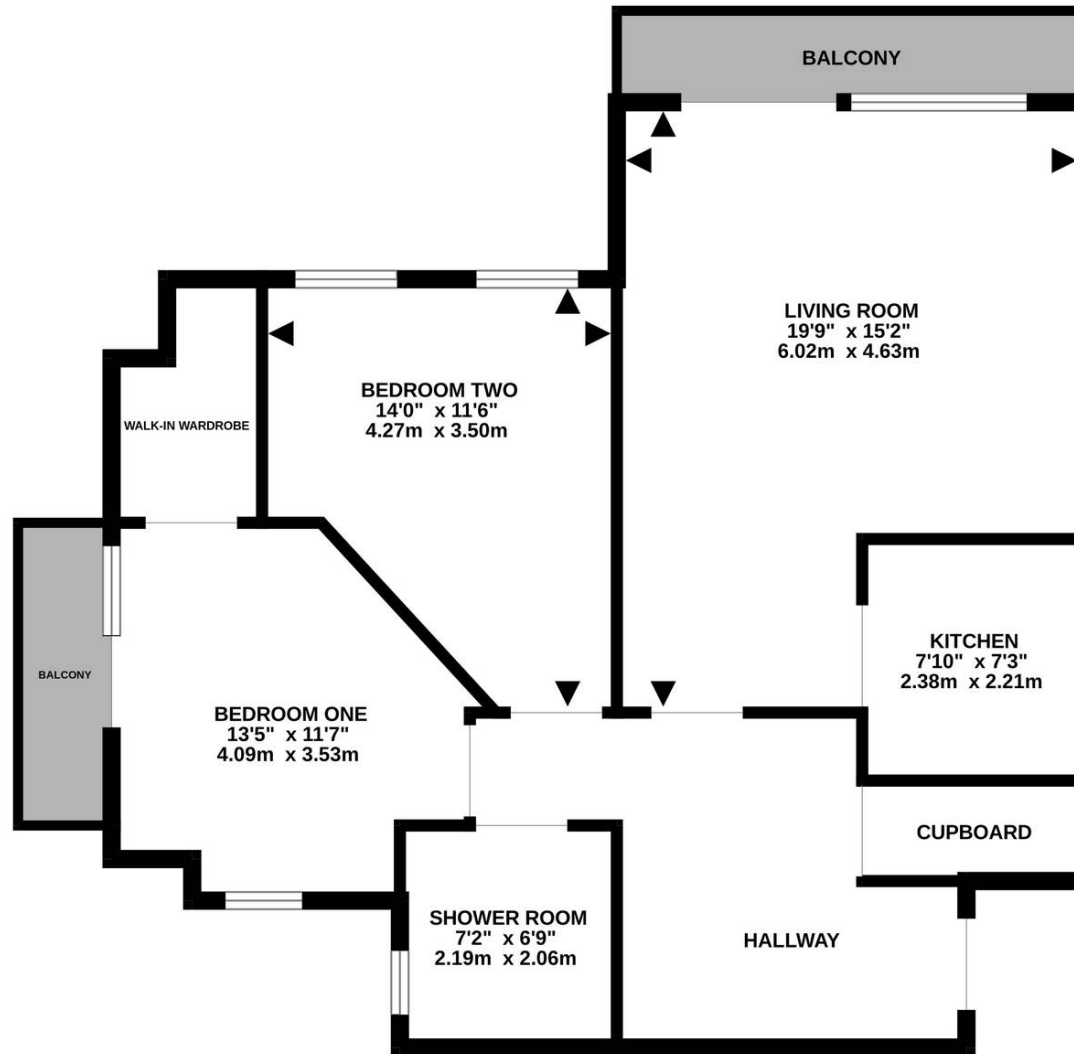 BALCONY
LIVING ROOM
19'9" x 15'2"
6.02m x 4.63m
BEDROOM TWO
14'0" x 11'6"
4.27m x 3.50m
WALK-IN WARDROBE
KITCHEN
7'10" x 7'3"
2.38m x 2.21m
BALCONY
BEDROOM ONE
13'5" x 11'7"
4.09m x 3.53m
CUPBOARD
SHOWER ROOM
7'2" x 6'9"
2.19m x 2.06m
HALLWAY